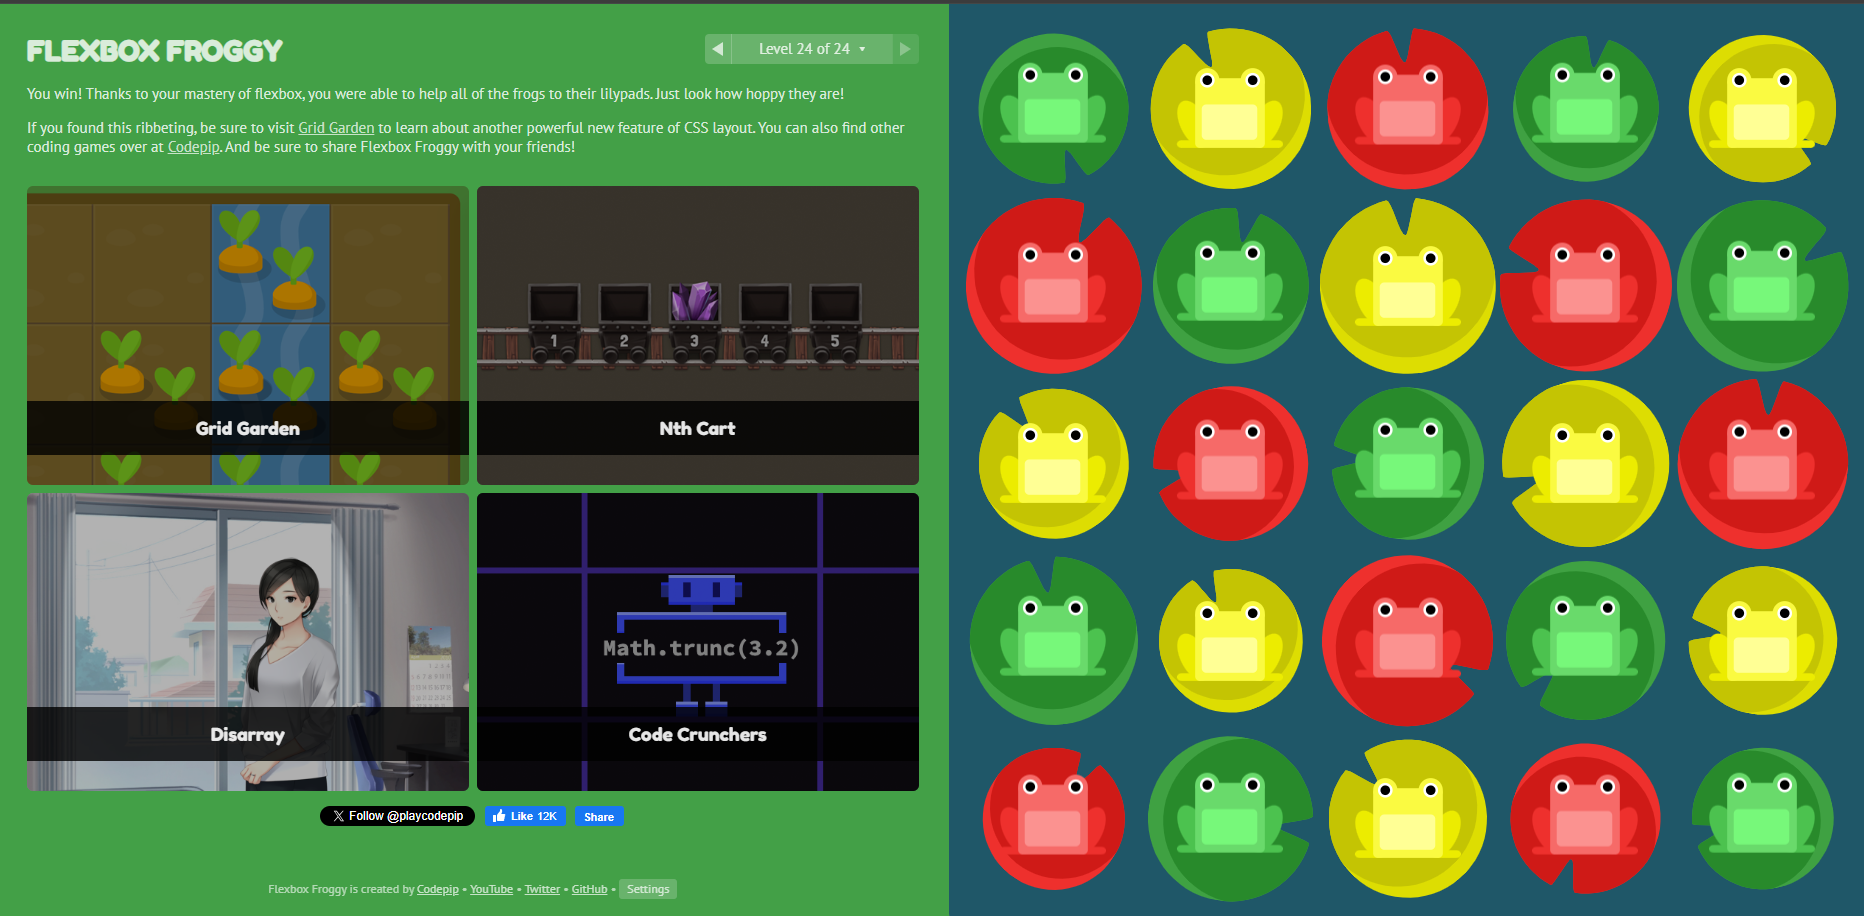 FLEXBOX FROGGY
Level 24 of 24
You win! Thanks to your mastery of flexbox, you were able to help all of the frogs to their lilypads. Just look how hoppy they are!
If you found this ribbeting, be sure to visit Grid Garden to learn about another powerful new feature of CSS layout. You can also find other
coding games over at Codepip. And be sure to share Flexbox Froggy with your friends!
1 2 3 4 5
Grid Garden
Nth Cart
Math.trunc(3.2)
Disarray
Code Crunchers
Follow @playcodepip
Like 12K
Share
Flexbox Froggy is created by Codepip • YouTube • Twitter • GitHub • Settings